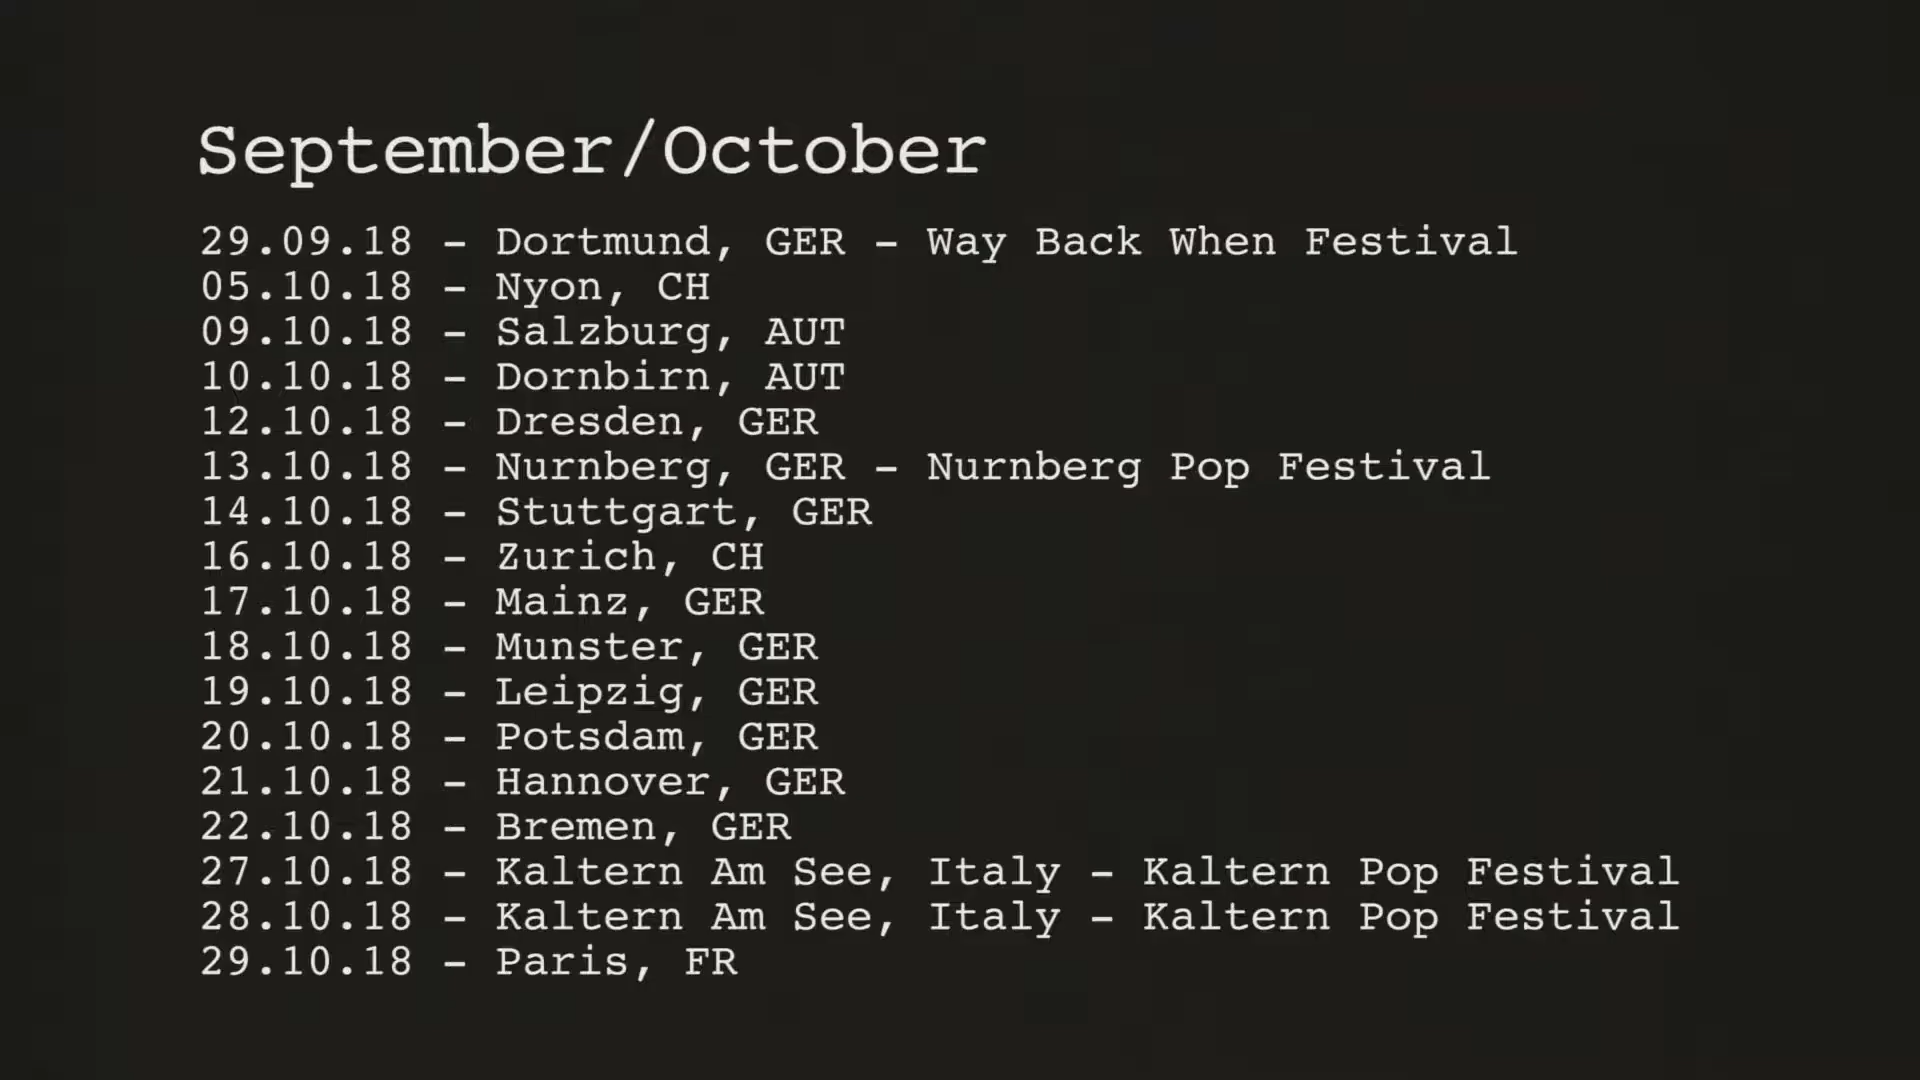 September/October
29.09.18 - Dortmund, GER - Way Back When Festival
05.10.18 - Nyon, CH
09.10.18 - Salzburg, AUT
10.10.18 - Dornbirn, AUT
12.10.18 - Dresden, GER
13.10.18 - Nurnberg, GER - Nurnberg Pop Festival
14.10.18 - Stuttgart, GER
16.10.18 - Zurich, CH
17.10.18 - Mainz, GER
18.10.18 - Munster, GER
19.10.18 - Leipzig, GER
20.10.18 - Potsdam, GER
21.10.18 - Hannover, GER
22.10.18 - Bremen, GER
27.10.18 - Kaltern Am See, Italy - Kaltern Pop Festival
28.10.18 - Kaltern Am See, Italy - Kaltern Pop Festival
29.10.18 - Paris, FR